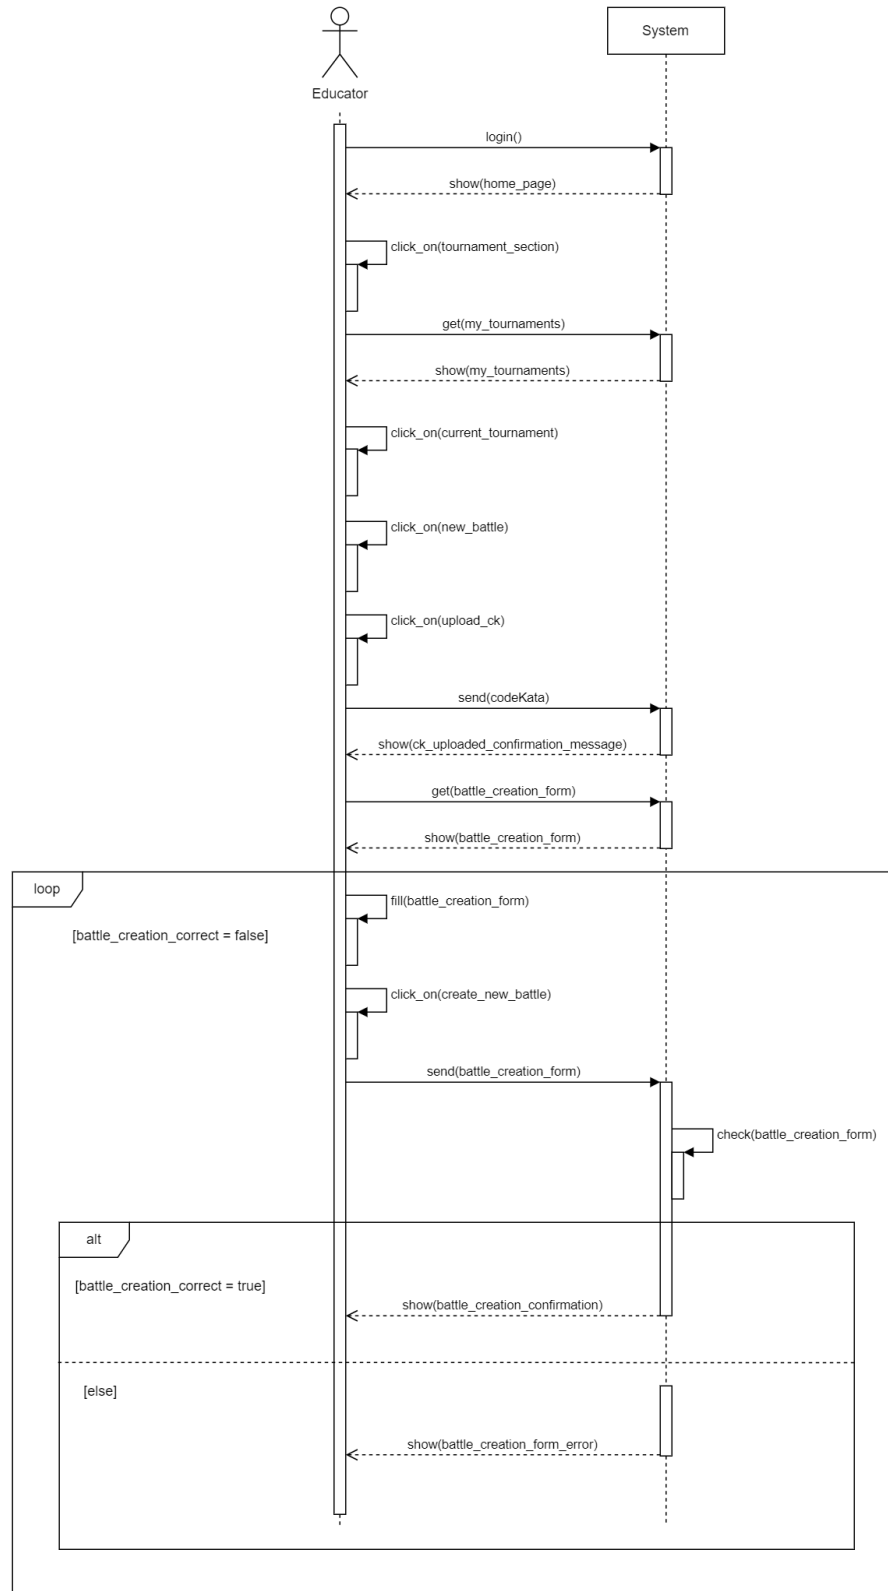 System
Educator
login()
show(home_page)
click_on(tournament_section)
get(my_tournaments)
show(my_tournaments)
click_on(current_tournament)
click_on(new_battle)
click_on(upload_ck)
send(codeKata)
show(ck_uploaded_confirmation_message)
get(battle_creation_form)
show(battle_creation_form)
loop
fill(battle_creation_form)
[battle_creation_correct = false]
click_on(create_new_battle)
send(battle_creation_form)
check(battle_creation_form)
alt
[battle_creation_correct = true]
show(battle_creation_confirmation)
[else]
show(battle_creation_form_error)